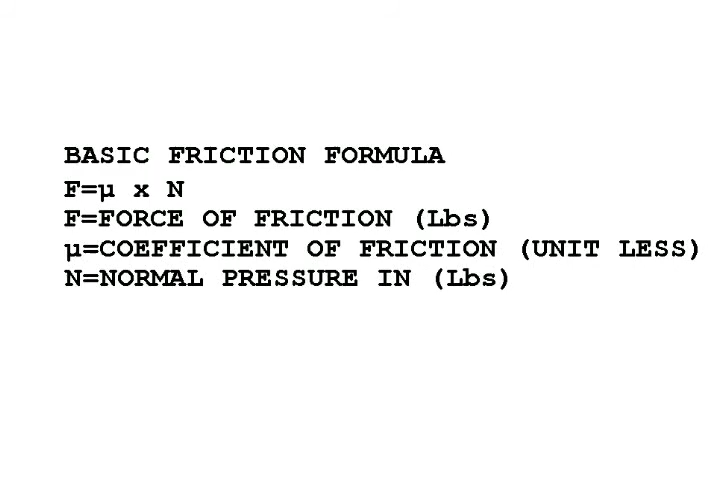 BASIC FRICTION FORMULA
F=µ x N
F=FORCE OF FRICTION (Lbs)
µ=COEFFICIENT OF FRICTION (UNIT LESS)
N=NORMAL PRESSURE IN (Lbs)